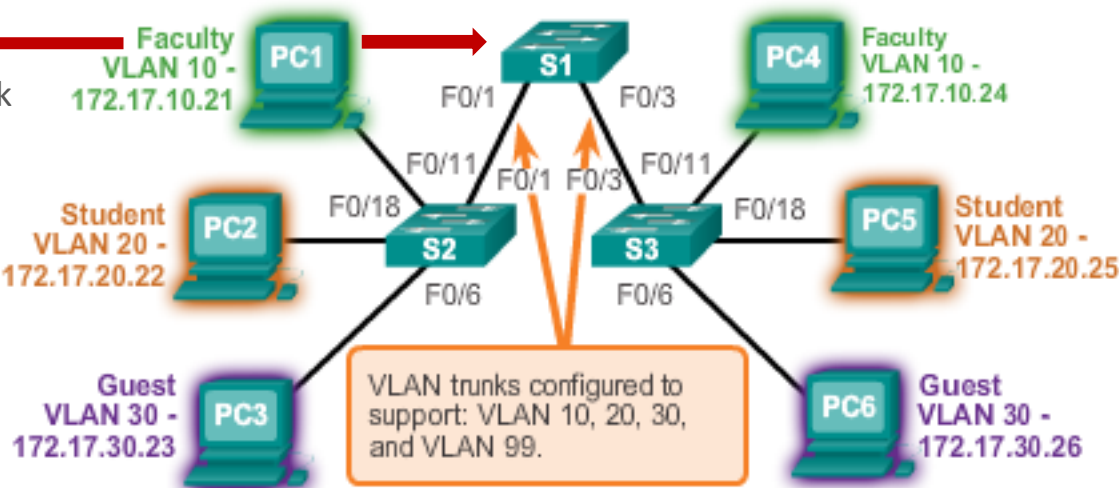 Faculty
VLAN 10 -
172.17.10.21
PC1
S1
PC4
Faculty
VLAN 10 -
172.17.10.24
k
F0/1
F0/3
F0/11
F0/1
F0/3
F0/11
Student
VLAN 20 -
172.17.20.22
PC2
F0/18
S2
S3
F0/18
PC5
Student
VLAN 20 -
172.17.20.25
F0/6
F0/6
Guest
VLAN 30 -
172.17.30.23
PC3
VLAN trunks configured to
support: VLAN 10, 20, 30,
and VLAN 99.
PC6
Guest
VLAN 30 -
172.17.30.26